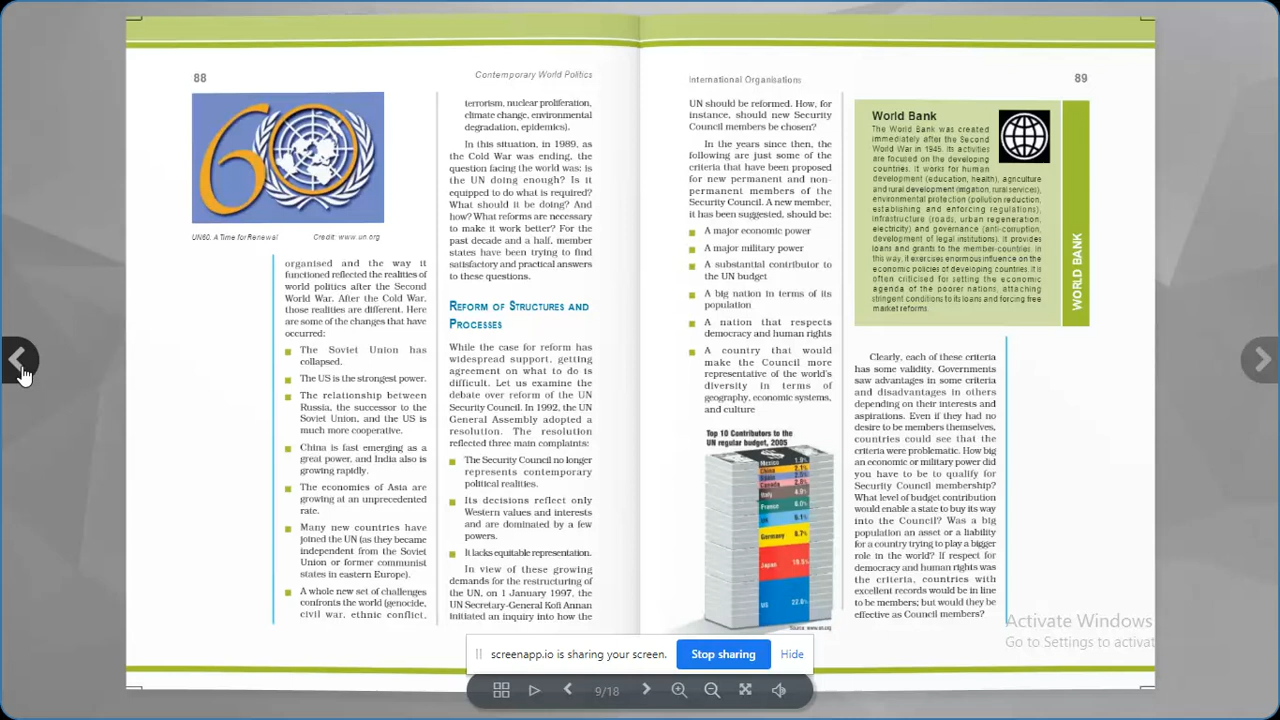 88
Contemporary World Politics
60
UN60. A Time for Renewal
Credit: www.un.org
organised and the way it
functioned reflected the realities of
world politics after the Second
World War. After the Cold War,
those realities are different. Here
are some of the changes that have
occurred:
The Soviet Union has
collapsed.
The US is the strongest power.
The relationship between
Russia, the successor to the
Soviet Union, and the US is
much more cooperative.
China is fast emerging as a
great power, and India also is
growing rapidly.
The economies of Asia are
growing at an unprecedented
rate.
Many new countries have
joined the UN (as they became
independent from the Soviet
Union or former communist
states in eastern Europe).
A whole new set of challenges
confronts the world (genocide,
civil war, ethnic conflict,
terrorism, nuclear proliferation,
climate change, environmental
degradation, epidemics).
In this situation, in 1989, as
the Cold War was ending, the
question facing the world was: is
the UN doing enough? Is it
equipped to do what is required?
What should it be doing? And
how? What reforms are necessary
to make it work better? For the
past decade and a half, member
states have been trying to find
satisfactory and practical answers
to these questions.
REFORM OF STRUCTURES AND
PROCESSES
While the case for reform has
widespread support, getting
agreement on what to do is
difficult. Let us examine the
debate over reform of the UN
Security Council. In 1992, the UN
General Assembly adopted a
resolution. The resolution
reflected three main complaints:
The Security Council no longer
represents contemporary
political realities.
Its decisions reflect only
Western values and interests
and are dominated by a few
powers.
It lacks equitable representation.
In view of these growing
demands for the restructuring of
the UN, on 1 January 1997, the
UN Secretary-General Kofi Annan
initiated an inquiry into how the
International Organisations
89
UN should be reformed. How, for
instance, should new Security
Council members be chosen?
In the years since then, the
following are just some of the
criteria that have been proposed
for new permanent and non-
permanent members of the
Security Council. A new member,
it has been suggested, should be:
A major economic power
A major military power
A substantial contributor to
the UN budget
A big nation in terms of its
population
A nation that respects
democracy and human rights
A country that would
make the Council more
representative of the world's
diversity in terms of
geography, economic systems,
and culture
Top 10 Contributors to the
UN regular budget, 2005
Mexico 1.9%
China 2.1%
Canada
Italy
France 6.0%
UK 6.1%
Germany 8.7%
Japan 19.5%
US 22.0%
Source: www.un.org
World Bank
The World Bank was created
immediately after the Second
World War in 1945. Its activities
are focused on the developing
countries. It works for human
development (education, health), agriculture
and rural development (irrigation, rural services),
environmental protection (pollution reduction,
establishing and enforcing regulations),
infrastructure (roads, urban regeneration,
electricity) and governance (anti-corruption,
development of legal institutions). It provides
loans and grants to the member-countries. In
this way, it exercises enormous influence on the
economic policies of developing countries. It is
often criticised for setting the economic
agenda of the poorer nations, attaching
stringent conditions to its loans and forcing free
market reforms.
WORLD BANK
Clearly, each of these criteria
has some validity. Governments
saw advantages in some criteria
and disadvantages in others
depending on their interests and
aspirations. Even if they had no
desire to be members themselves,
countries could see that the
criteria were problematic. How big
an economic or military power did
you have to be to qualify for
Security Council membership?
What level of budget contribution
would enable a state to buy its way
into the Council? Was a big
population an asset or a liability
for a country trying to play a bigger
role in the world? If respect for
democracy and human rights was
the criteria, countries with
excellent records would be in line
to be members; but would they be
effective as Council members?
Activate Windows
Go to Settings to activat
screenapp.io is sharing your screen.
Stop sharing
Hide
9/18